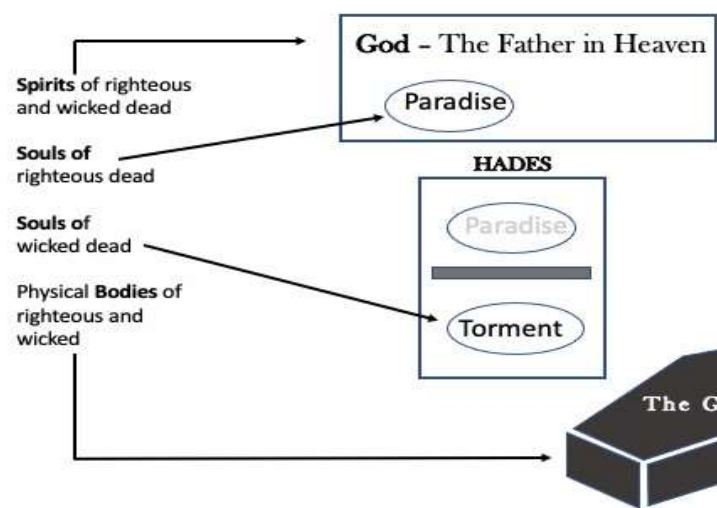 God – The Father in Heaven
Spirits of righteous
and wicked dead
Paradise
Souls of
righteous dead
HADES
Souls of
wicked dead
Paradise
Physical Bodies of
righteous and
wicked
Torment
The G